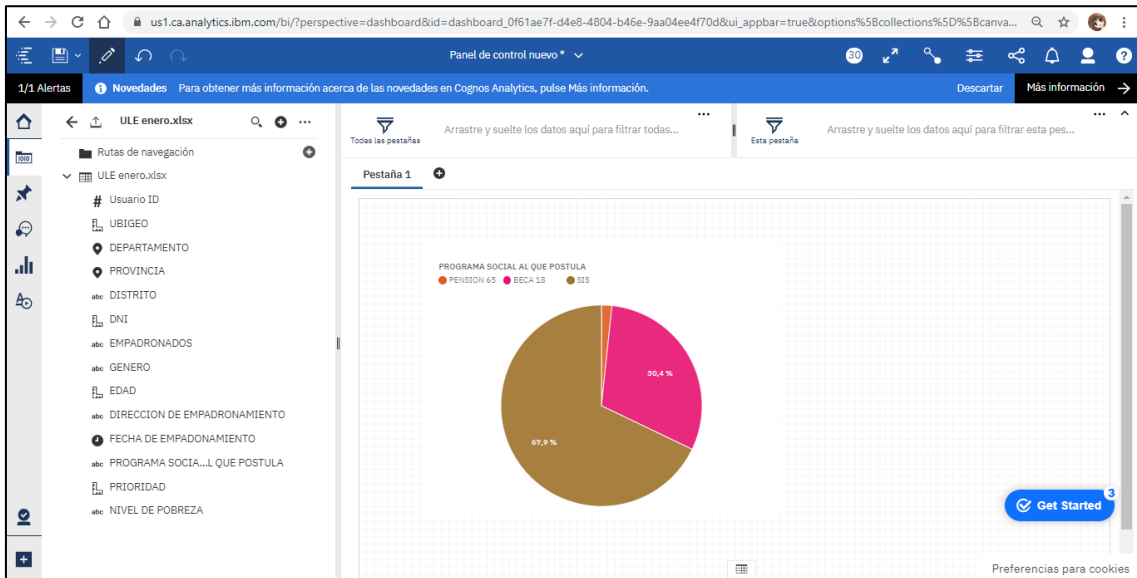 us1.ca.analytics.ibm.com/bi/?perspective=dashboard&id=dashboard_0f61ae7f-d4e8-4804-b46e-9aa04ee4f70d&ui_appbar=true&options%5Bcollections%5D%5Bcanva...
Panel de control nuevo *
30
?
1/1 Alertas
Novedades Para obtener más información acerca de las novedades en Cognos Analytics, pulse Más información.
Descartar
Más información
ULE enero.xlsx
Todas las pestañas
Arrastre y suelte los datos aquí para filtrar todas...
Esta pestaña
Arrastre y suelte los datos aquí para filtrar esta pes...
Rutas de navegación
ULE enero.xlsx
# Usuario ID
UBIGEO
DEPARTAMENTO
PROVINCIA
abc DISTRITO
DNI
abc EMPADRONADOS
abc GENERO
EDAD
abc DIRECCION DE EMPADRONAMIENTO
FECHA DE EMPADONAMIENTO
abc PROGRAMA SOCIA...L QUE POSTULA
PRIORIDAD
abc NIVEL DE POBREZA
Pestaña 1
PROGRAMA SOCIAL AL QUE POSTULA
PENSION 65 BECA 18 SIS
30,4 %
67,9 %
3
Get Started
Preferencias para cookies